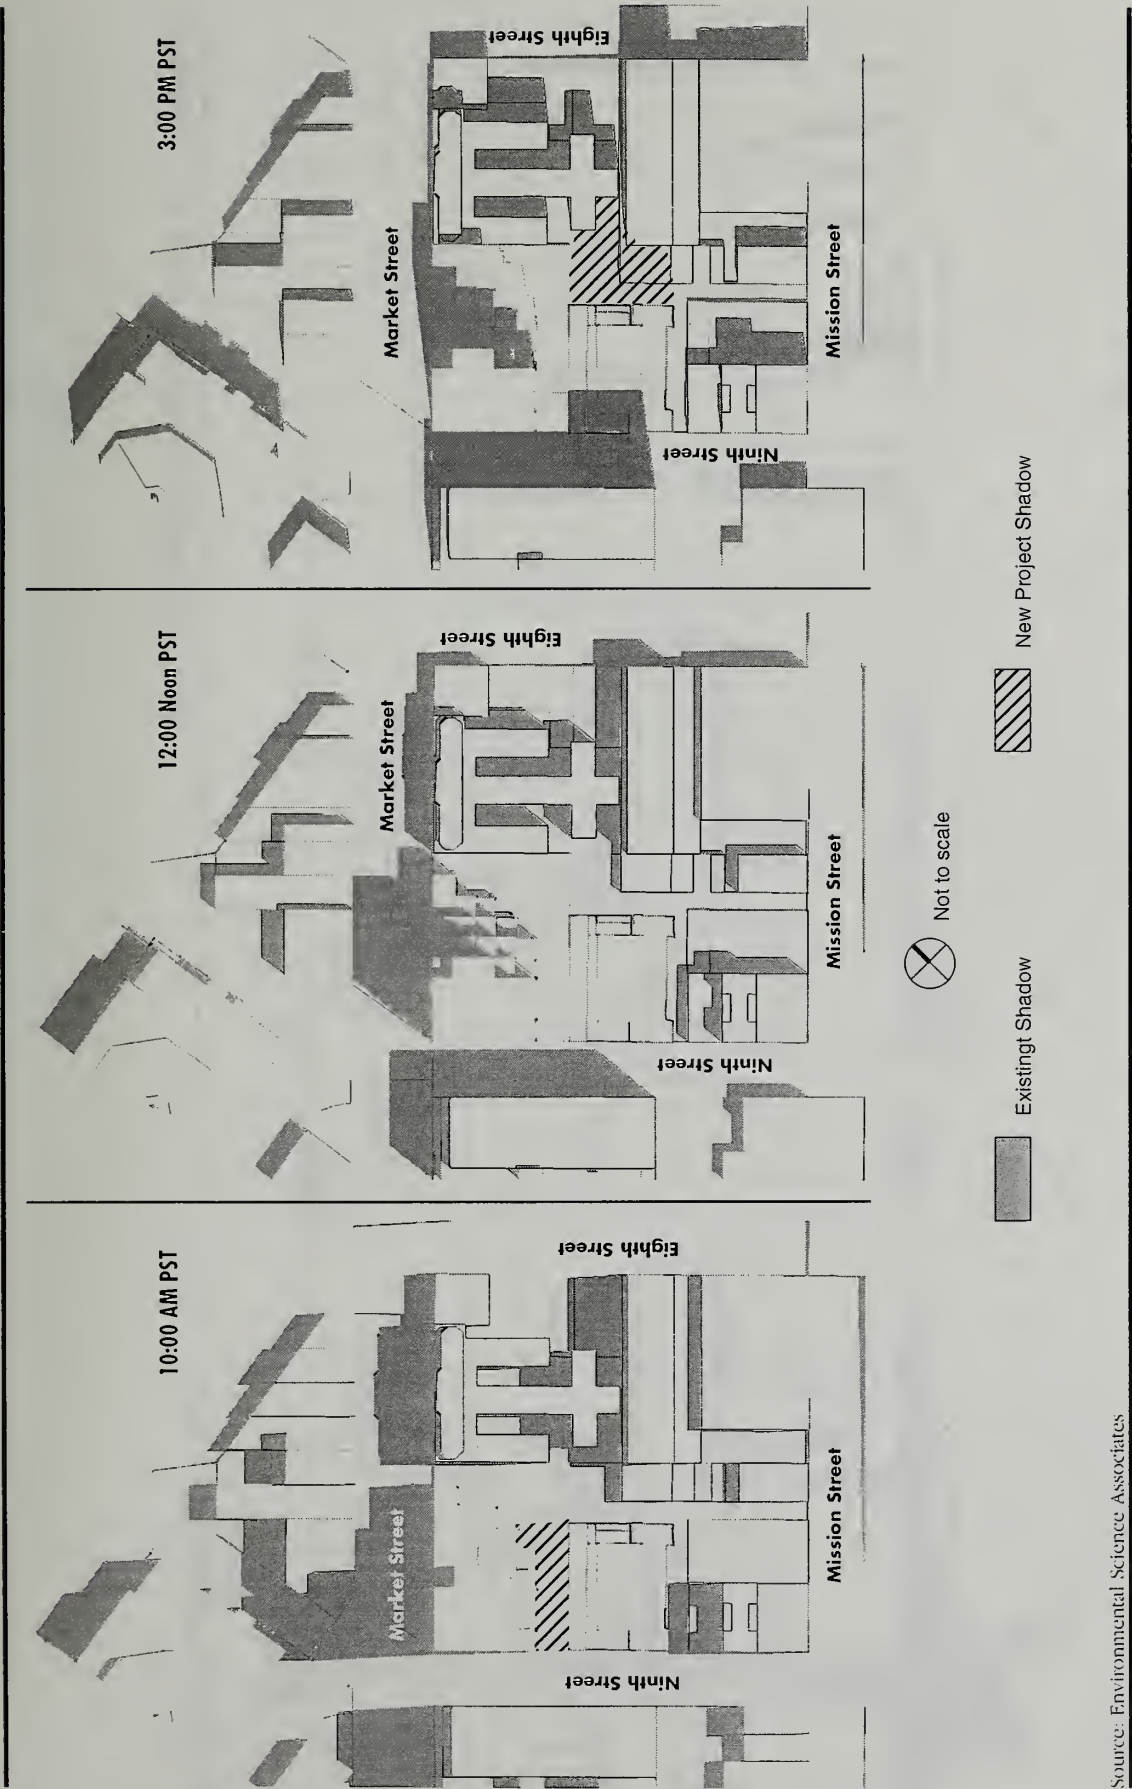 10:00 AM PST
Market Street
Eighth Street
Ninth Street
Mission Street
12:00 Noon PST
Market Street
Eighth Street
Ninth Street
Mission Street
3:00 PM PST
Market Street
Eighth Street
Ninth Street
Mission Street
Not to scale
Existingt Shadow
New Project Shadow
Source: Environmental Science Associates